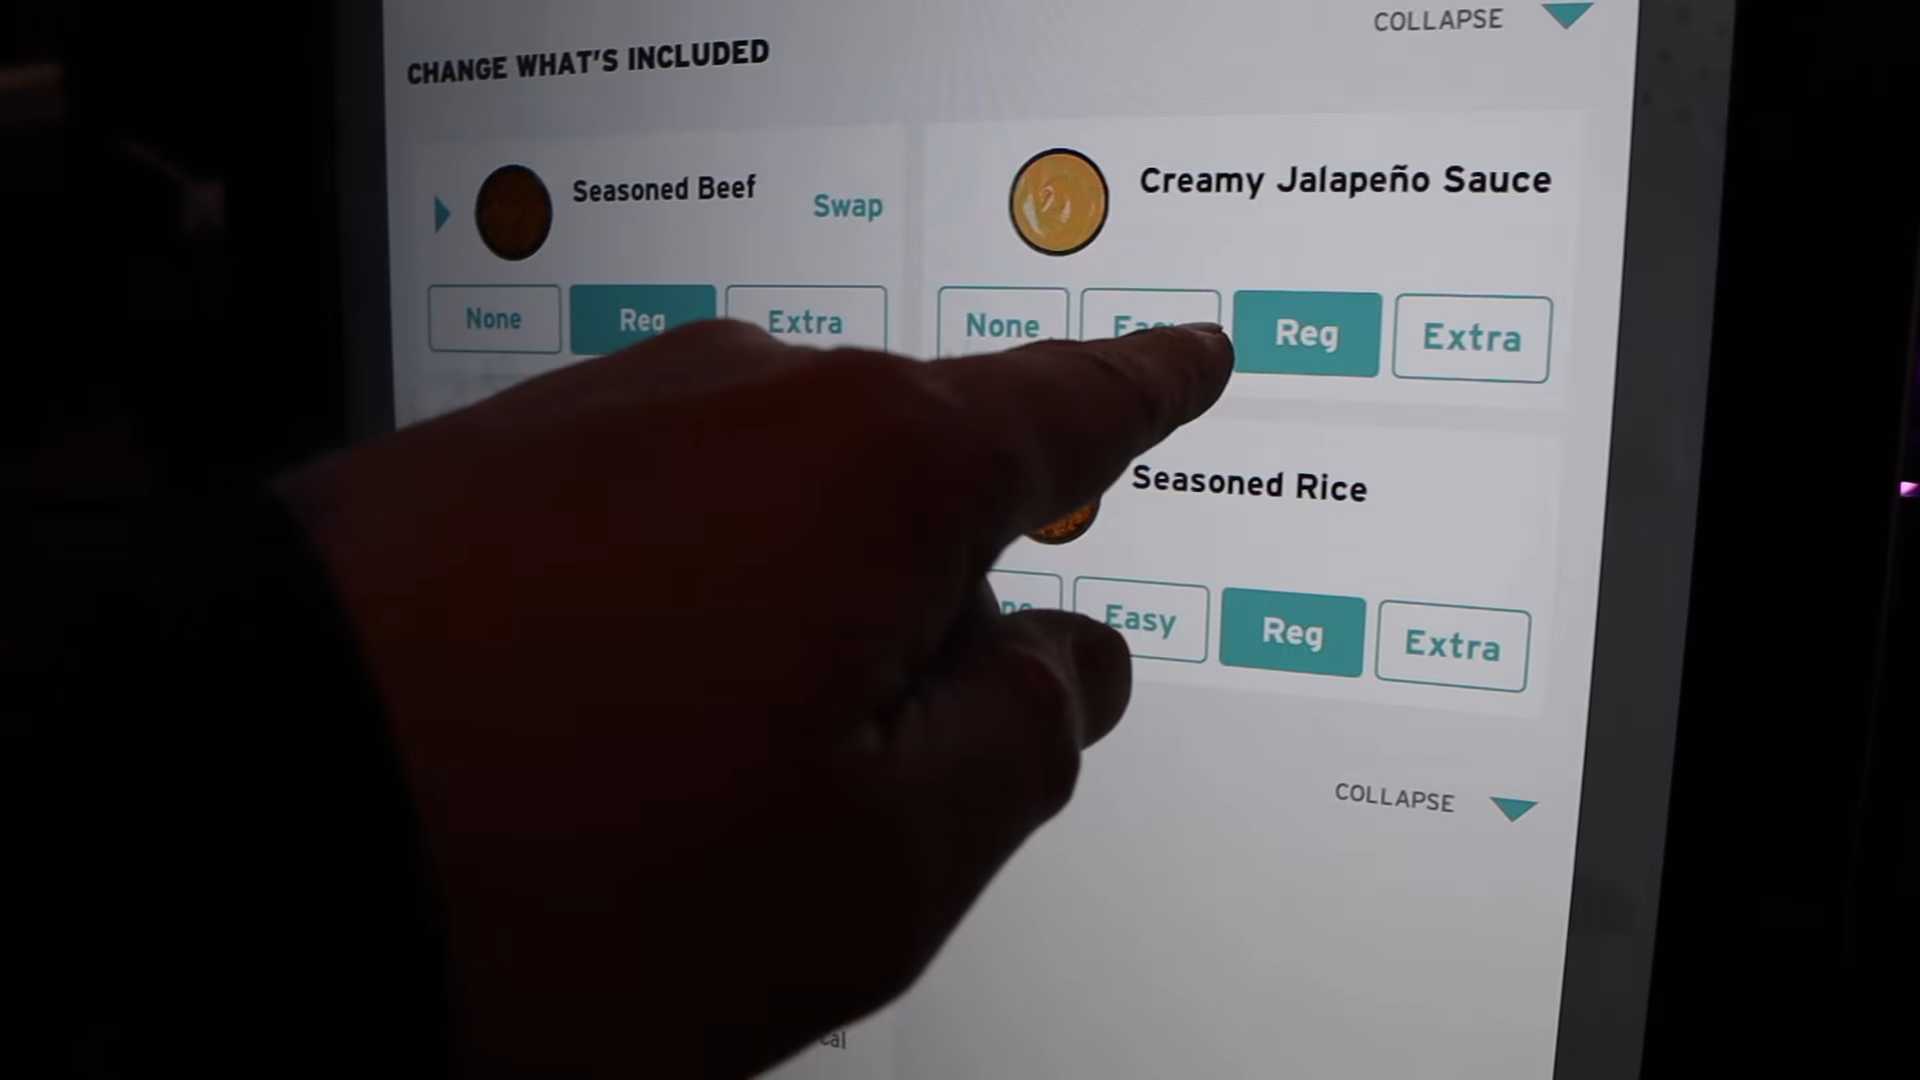 COLLAPSE
CHANGE WHAT'S INCLUDED
Seasoned Beef
Swap
None
Reg
Extra
Creamy Jalapeño Sauce
None
Reg
Extra
Seasoned Rice
Easy
Reg
Extra
COLLAPSE